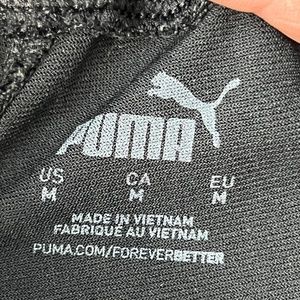 PUMA
US CA EU
M M M
MADE IN VIETNAM
FABRIQUÉ AU VIETNAM
PUMA.COM/FOREVERBETTER